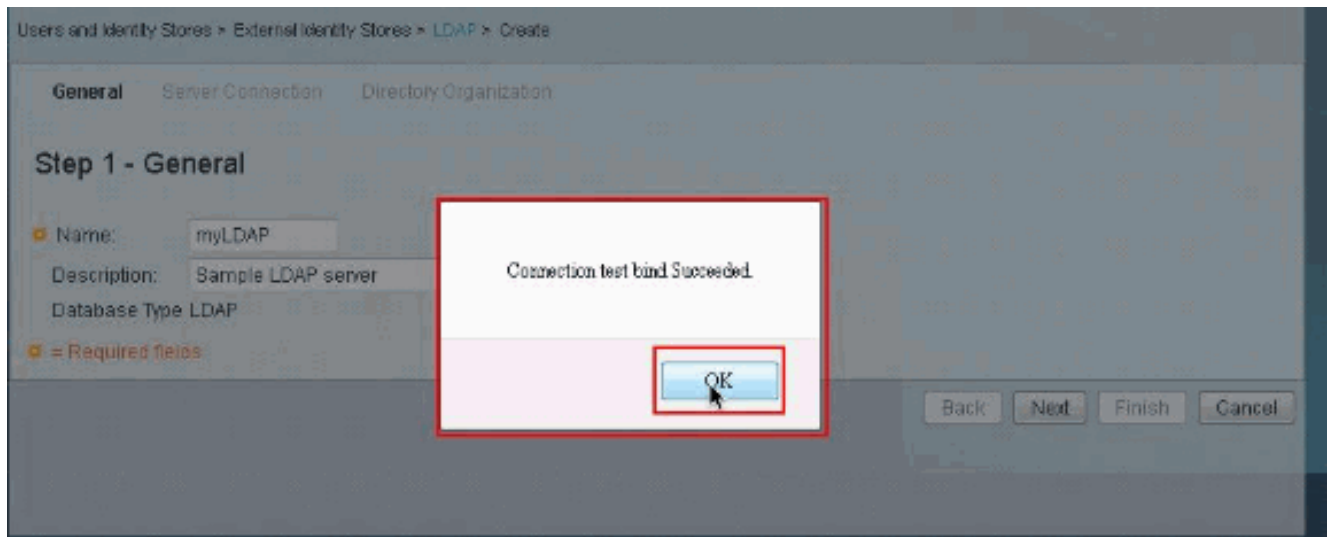 Users and Identity Stores > External Identity Stores > LDAP > Create
General Server Connection Directory Organization
Step 1 - General
Name: myLDAP
Description: Sample LDAP server
Database Type LDAP
= Required fields
Connection test bind Succeeded.
OK
Back Next Finish Cancel